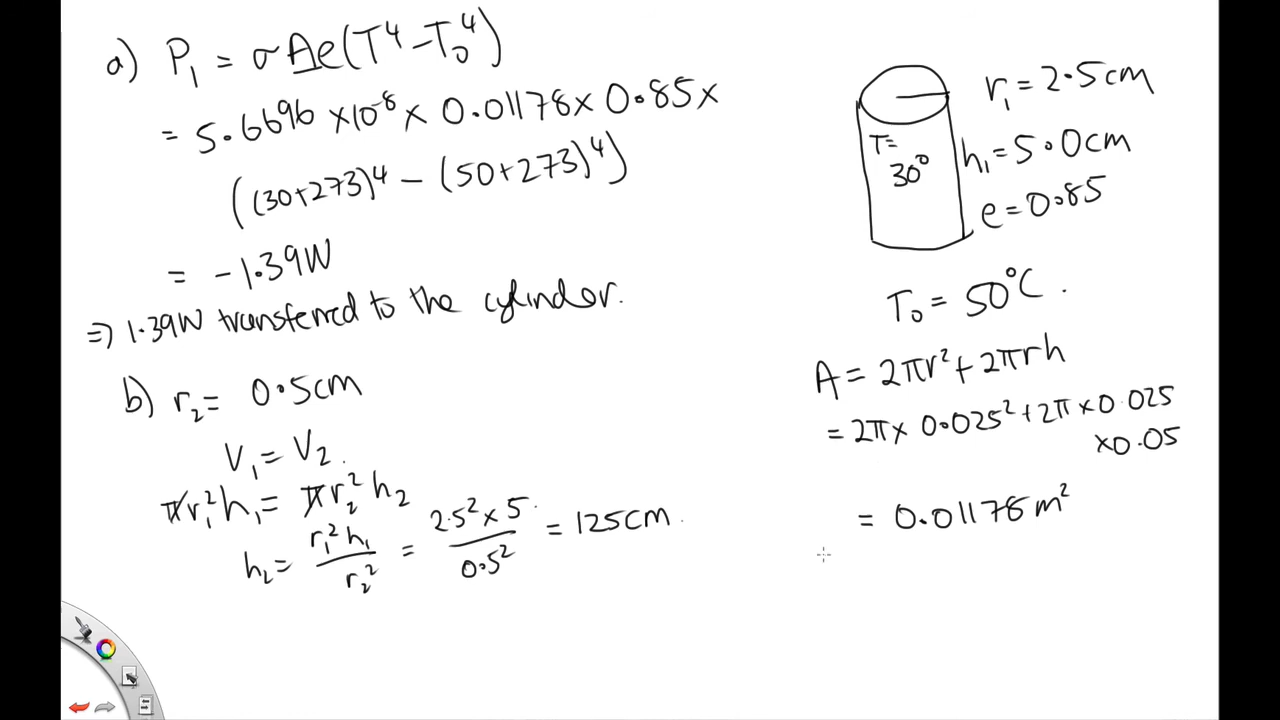 a) P₁ = σAe(T⁴ - T₀⁴)
= 5.6696 × 10⁻⁸ × 0.01178 × 0.85 ×
((30+273)⁴ - (50+273)⁴)
= -1.39W
⇒ 1.39W transferred to the cylinder.
b) r₂ = 0.5cm
V₁ = V₂.
πr₁²h₁ = πr₂²h₂
h₂ = r₁²h₁ / r₂² = 2.5² × 5 / 0.5² = 125cm.
T= 30°
r₁ = 2.5cm
h₁ = 5.0cm
e = 0.85
T₀ = 50°C.
A = 2πr² + 2πrh
= 2π × 0.025² + 2π × 0.025
× 0.05
= 0.01178m²